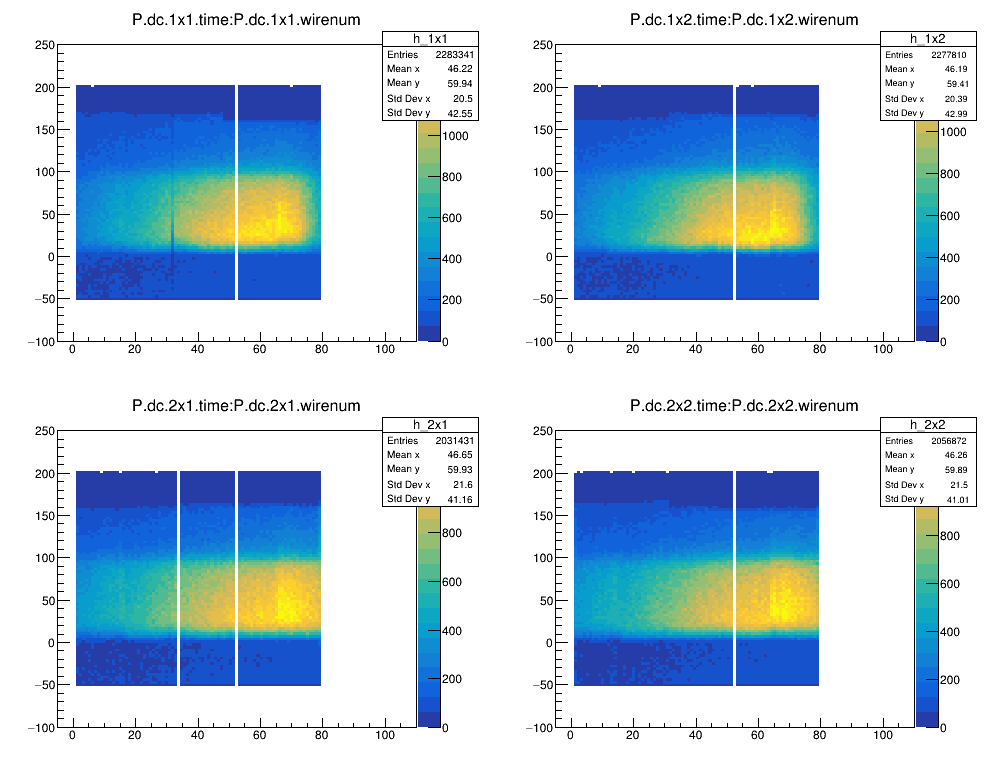 P.dc.1x1.time:P.dc.1x1.wirenum
h_1x1
Entries 2283341
Mean x 46.22
Mean y 59.94
Std Dev x 20.5
Std Dev y 42.55
250
200
150
100
50
0
−50
−100
0 20 40 60 80 100
1000
800
600
400
200
0
P.dc.1x2.time:P.dc.1x2.wirenum
h_1x2
Entries 2277810
Mean x 46.19
Mean y 59.41
Std Dev x 20.39
Std Dev y 42.99
250
200
150
100
50
0
−50
−100
0 20 40 60 80 100
1000
800
600
400
200
0
P.dc.2x1.time:P.dc.2x1.wirenum
h_2x1
Entries 2031431
Mean x 46.65
Mean y 59.93
Std Dev x 21.6
Std Dev y 41.16
250
200
150
100
50
0
−50
−100
0 20 40 60 80 100
800
600
400
200
0
P.dc.2x2.time:P.dc.2x2.wirenum
h_2x2
Entries 2056872
Mean x 46.26
Mean y 59.89
Std Dev x 21.5
Std Dev y 41.01
250
200
150
100
50
0
−50
−100
0 20 40 60 80 100
800
600
400
200
0